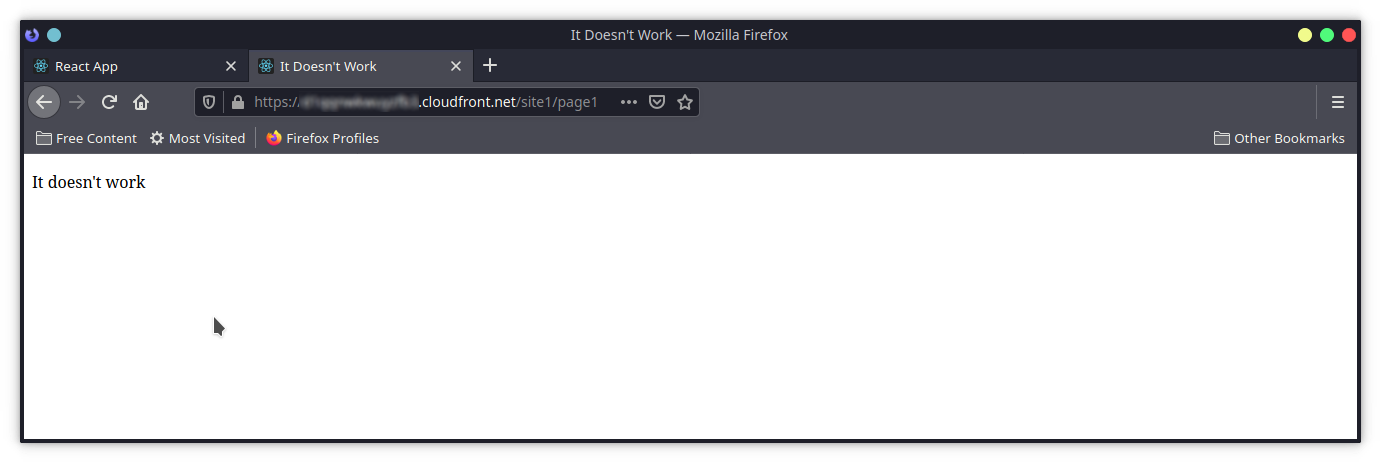 It Doesn't Work — Mozilla Firefox
React App
It Doesn't Work
https://.cloudfront.net/site1/page1
Free Content
Most Visited
Firefox Profiles
Other Bookmarks
It doesn't work